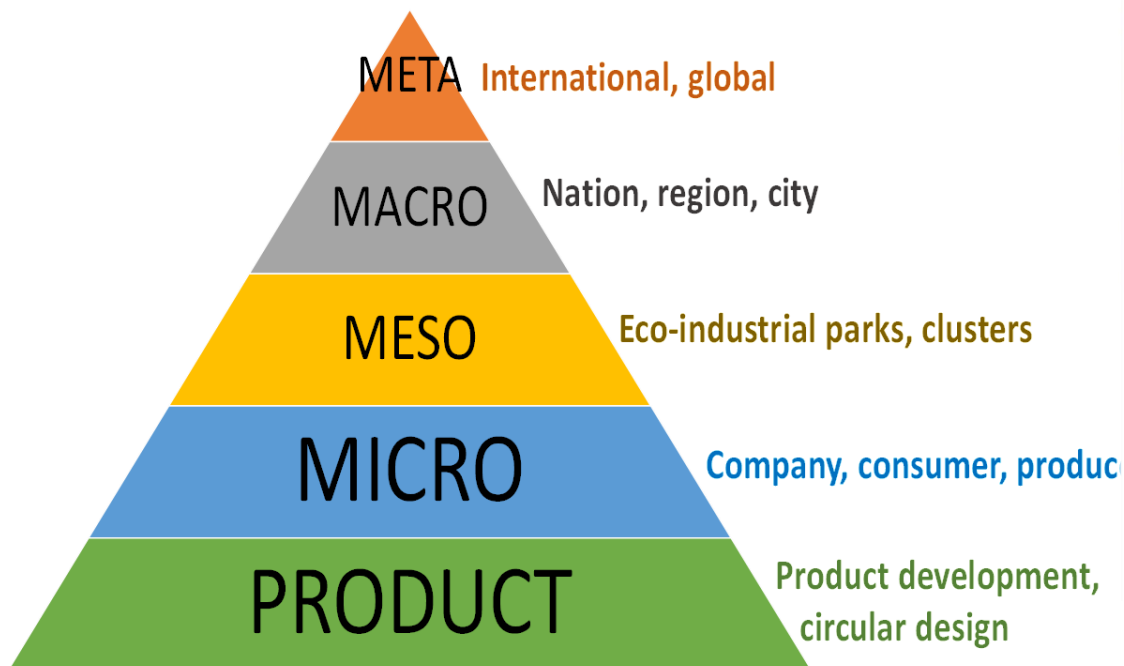 META International, global
MACRO Nation, region, city
MESO Eco-industrial parks, clusters
MICRO Company, consumer,
PRODUCT Product development,
circular design